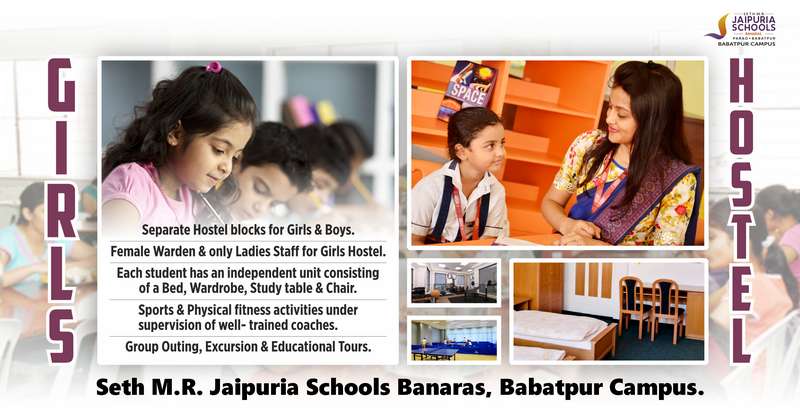 SETH M.R.
JAIPURIA
SCHOOLS
BANARAS
PARAO • BABATPUR
BABATPUR CAMPUS
GIRLS
HOSTEL
SPACE
Separate Hostel blocks for Girls & Boys.
Female Warden & only Ladies Staff for Girls Hostel.
Each student has an independent unit consisting
of a Bed, Wardrobe, Study table & Chair.
Sports & Physical fitness activities under
supervision of well- trained coaches.
Group Outing, Excursion & Educational Tours.
Seth M.R. Jaipuria Schools Banaras, Babatpur Campus.